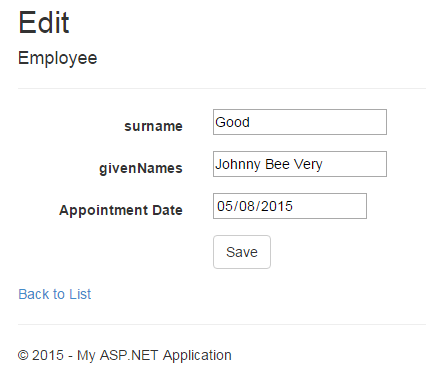 Edit
Employee
surname Good
givenNames Johnny Bee Very
Appointment Date 05/08/2015
Save
Back to List
© 2015 - My ASP.NET Application